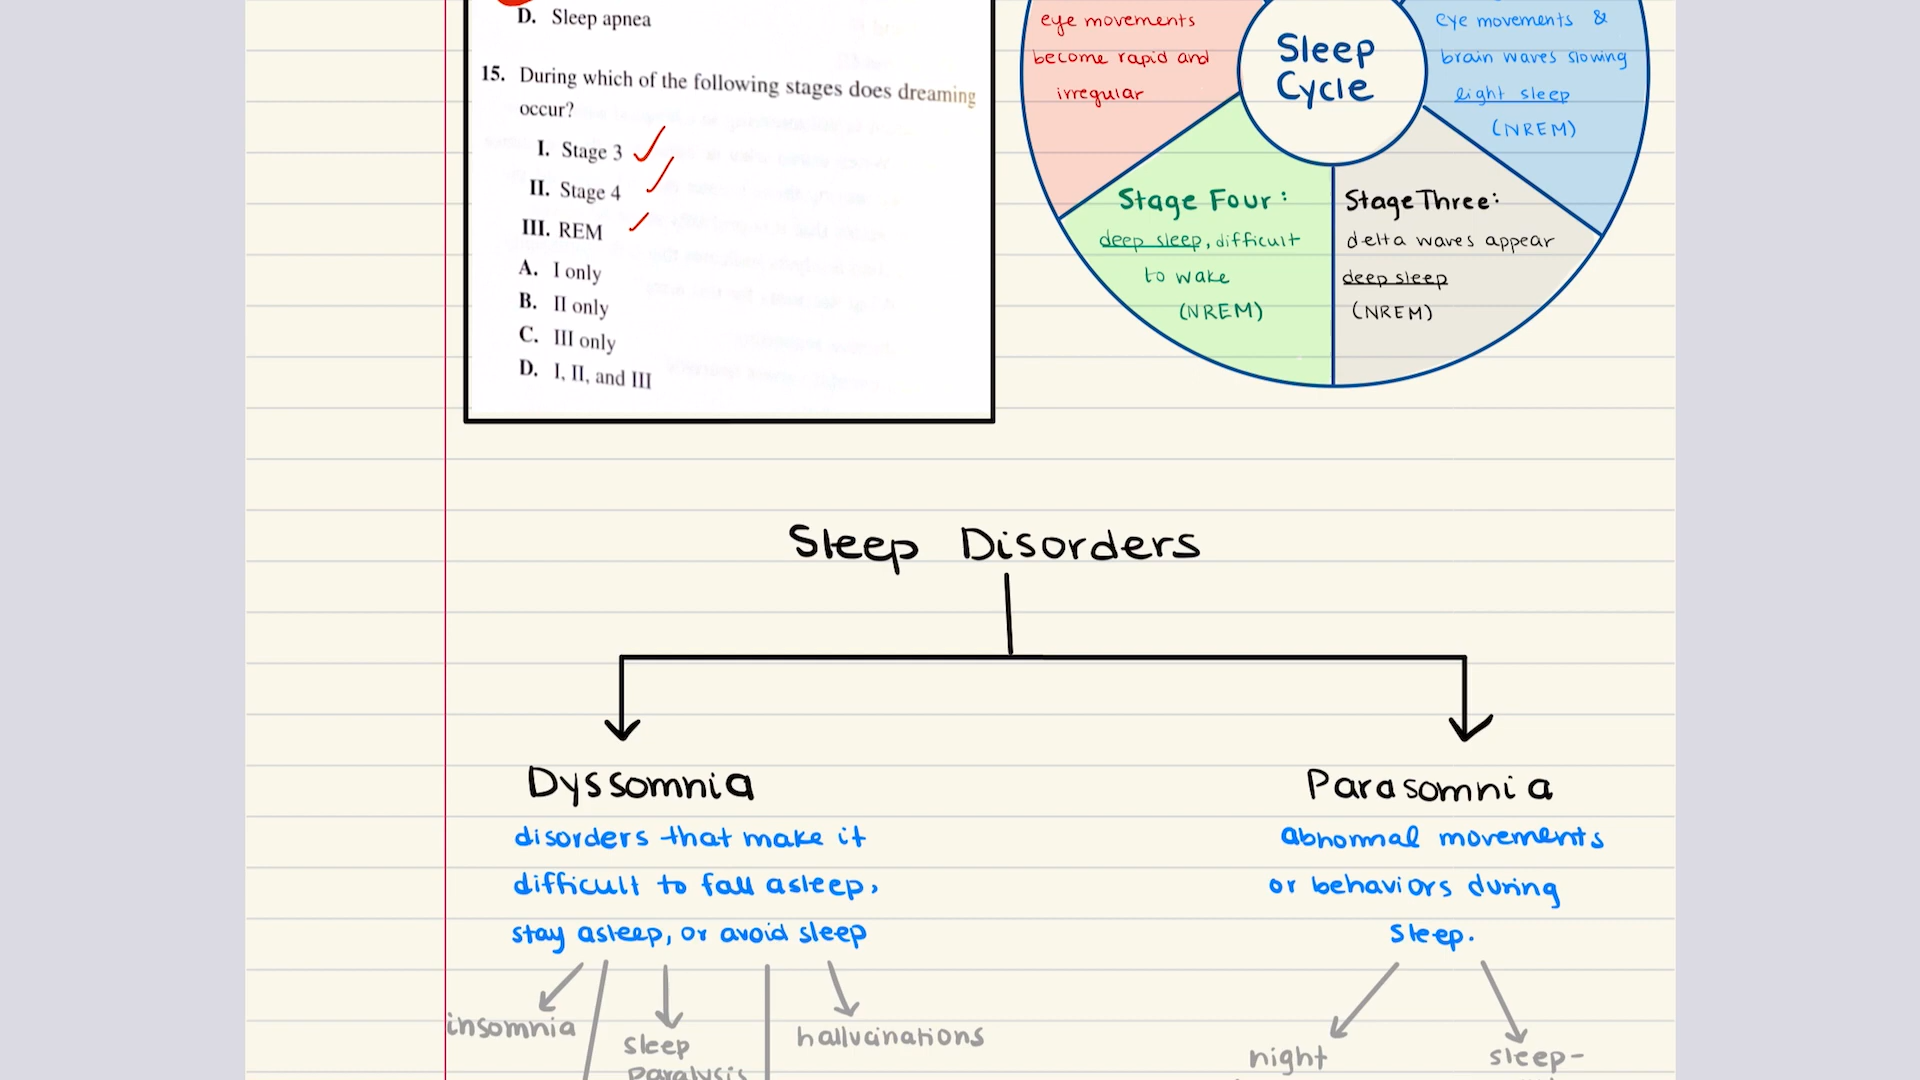 D. Sleep apnea
15. During which of the following stages does dreaming
occur?
I. Stage 3
II. Stage 4
III. REM
A. I only
B. II only
C. III only
D. I, II, and III
eye movements
become rapid and
irregular
Sleep
Cycle
eye movements &
brain waves slowing
light sleep
(NREM)
Stage Four:
deep sleep, difficult
to wake
(NREM)
Stage Three:
delta waves appear
deep sleep
(NREM)
Sleep Disorders
Dyssomnia
disorders that make it
difficult to fall asleep,
stay asleep, or avoid sleep
insomnia
sleep
paralysis
hallucinations
Parasomnia
abnormal movements
or behaviors during
sleep.
night
sleep-